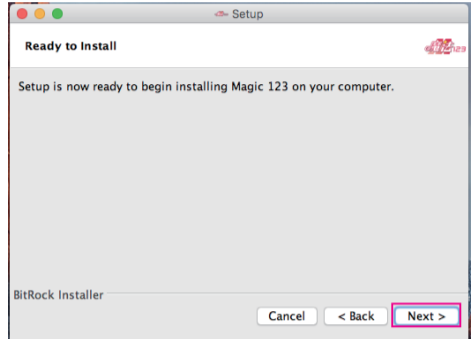 Setup
Ready to Install
Setup is now ready to begin installing Magic 123 on your computer.
BitRock Installer
Cancel
< Back
Next >